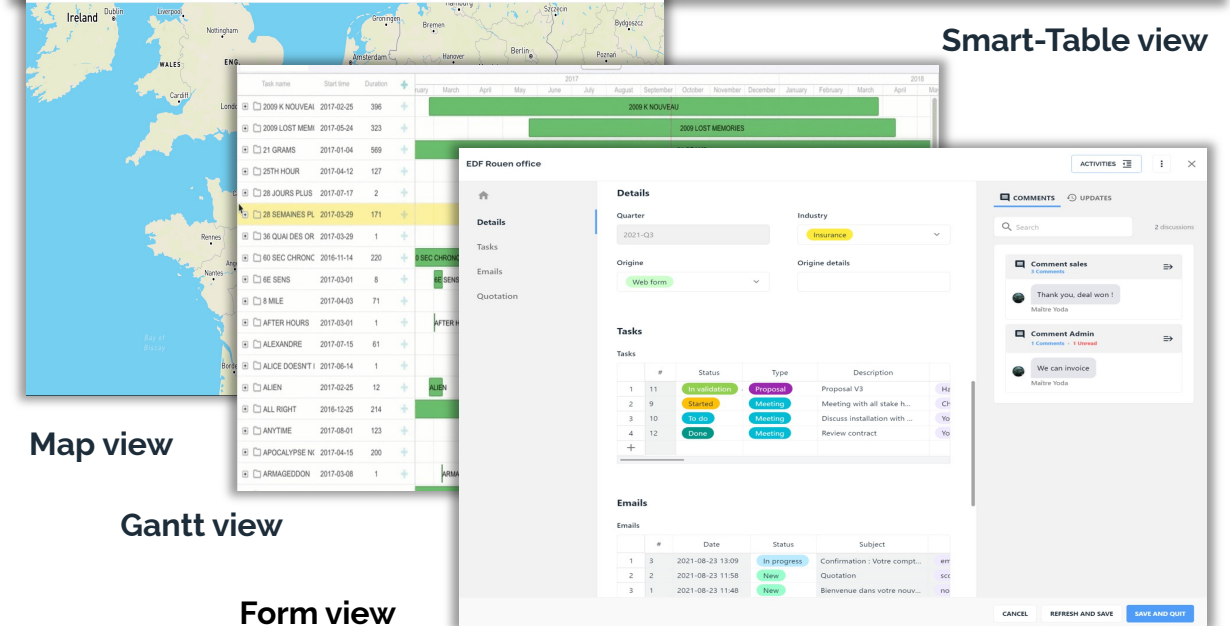 Ireland
Dublin
Liverpool
Nottingham
WALES
ENG.
Cardiff
Groningen
Bremen
Szczecin
Bydgoszcz
Amsterdam
Hanover
Berlin
Poznań
Rennes
Nantes
Bay of
Biscay
Smart-Table view
Map view
Gantt view
Form view
Task name Start time Duration
2017 2018
March April May June July August September October November December January February March April
2009 K NOUVEAU 2017-02-25 396
2009 LOST MEMI 2017-05-24 323
21 GRAMS 2017-01-04 569
25TH HOUR 2017-04-12 127
28 JOURS PLUS 2017-07-17 2
28 SEMAINES PL 2017-03-29 171
36 QUAI DES OR 2017-03-29 1
60 SEC CHRONC 2016-11-14 220
6E SENS 2017-03-01 8
8 MILE 2017-04-03 71
AFTER HOURS 2017-03-01 1
ALEXANDRE 2017-07-15 61
ALICE DOESN'T I 2017-06-14 1
ALIEN 2017-02-25 12
ALL RIGHT 2016-12-25 214
ANYTIME 2017-08-01 123
APOCALYPSE NO 2017-04-15 200
ARMAGEDDON 2017-03-08 1
2009 K NOUVEAU
2009 LOST MEMORIES
6E SENS
ALIEN
EDF Rouen office
ACTIVITIES
Details
Tasks
Emails
Quotation
Details
Quarter Industry
2021-Q3 Insurance
Origine Origine details
Web form
Tasks
Tasks
# Status Type Description
1 11 In validation Proposal Proposal V3
2 9 Started Meeting Meeting with all stake h...
3 10 To do Meeting Discuss installation with ...
4 12 Done Meeting Review contract
+
Emails
Emails
# Date Status Subject
1 3 2021-08-23 13:09 In progress Confirmation : Votre compt...
2 2 2021-08-23 11:58 New Quotation
3 1 2021-08-23 11:48 New Bienvenue dans votre nouv...
COMMENTS UPDATES
Search 2 discussions
Comment sales
3 Comments
Thank you, deal won !
Maître Yoda
Comment Admin
1 Comments - 1 Unread
We can invoice
Maître Yoda
CANCEL REFRESH AND SAVE SAVE AND QUIT